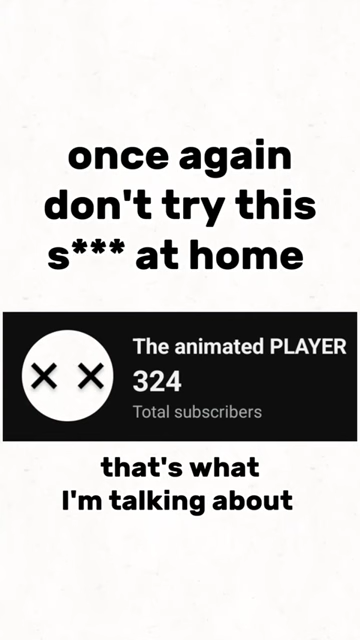 once again
don't try this
s*** at home
The animated PLAYER
324
Total subscribers
that's what
I'm talking about